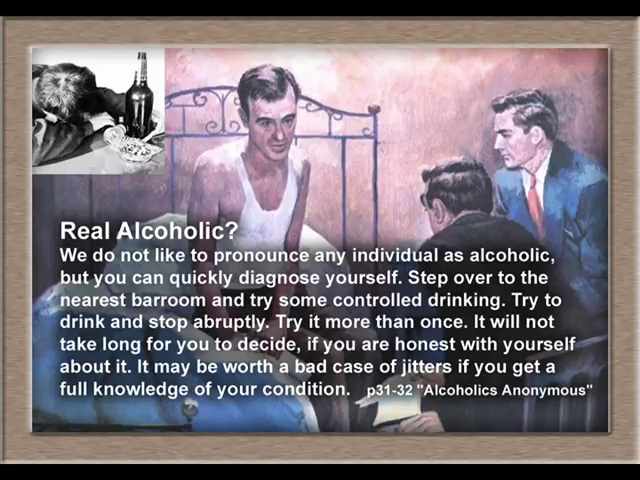 Real Alcoholic?
We do not like to pronounce any individual as alcoholic,
but you can quickly diagnose yourself. Step over to the
nearest barroom and try some controlled drinking. Try to
drink and stop abruptly. Try it more than once. It will not
take long for you to decide, if you are honest with yourself
about it. It may be worth a bad case of jitters if you get a
full knowledge of your condition. p31-32 "Alcoholics Anonymous"